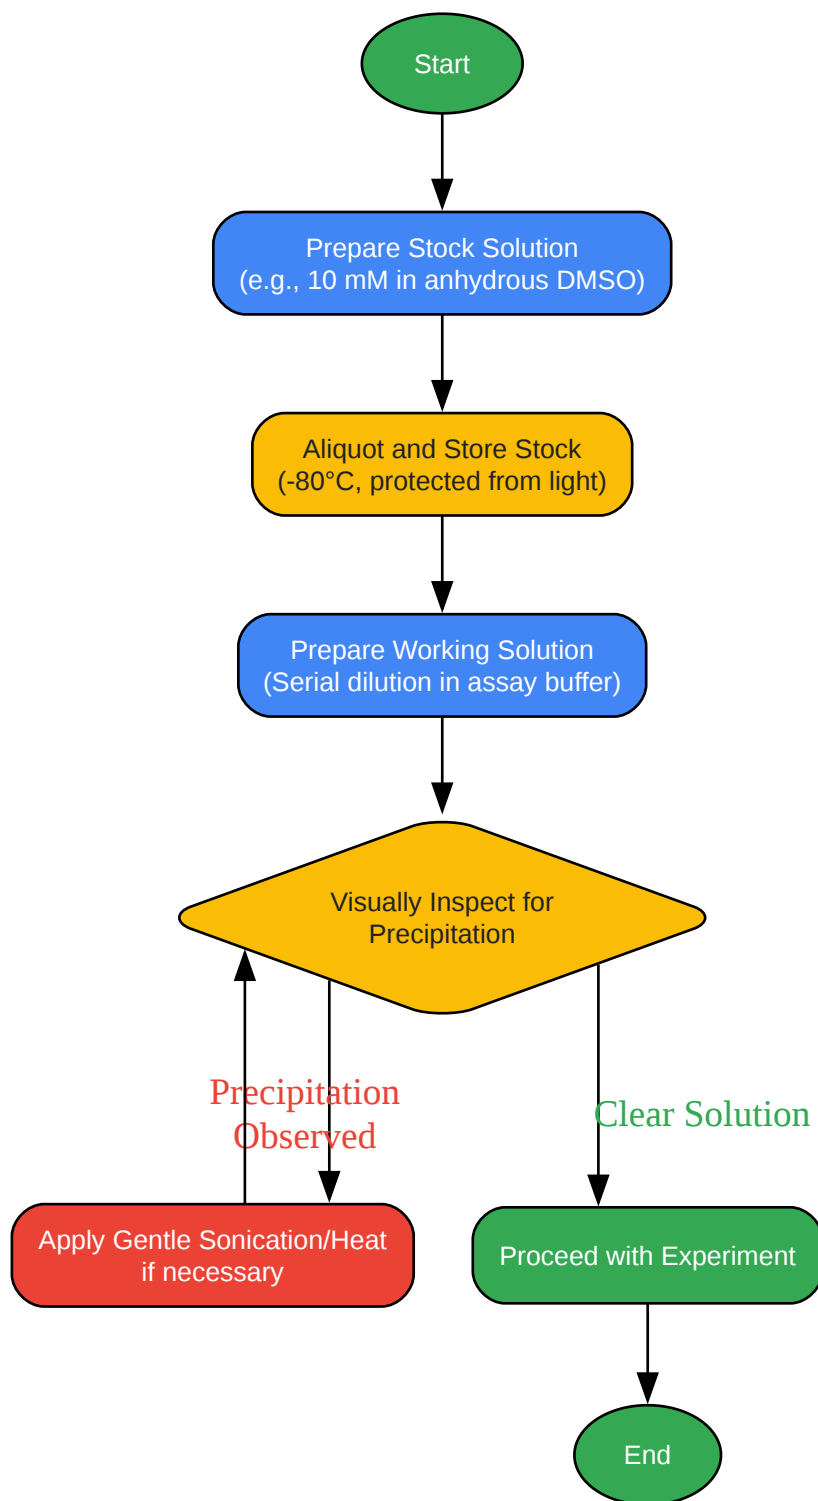 Start
Prepare Stock Solution
(e.g., 10 mM in anhydrous DMSO)
Aliquot and Store Stock
(-80°C, protected from light)
Prepare Working Solution
(Serial dilution in assay buffer)
Visually Inspect for
Precipitation
Precipitation
Observed
Clear Solution
Apply Gentle Sonication/Heat
if necessary
Proceed with Experiment
End